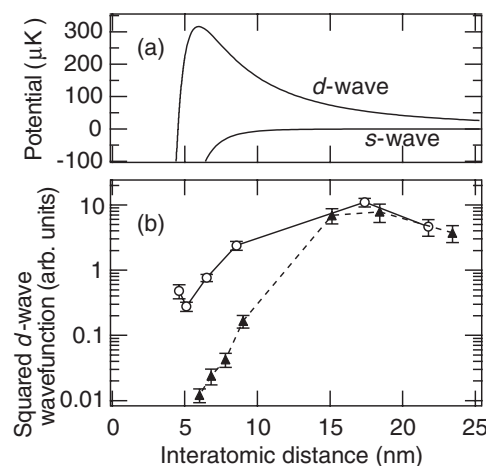 Potential (μK)
300
200
100
0
-100
(a)
d-wave
s-wave
Squared d-wave
wavefunction (arb. units)
10
1
0.1
0.01
(b)
0 5 10 15 20 25
Interatomic distance (nm)